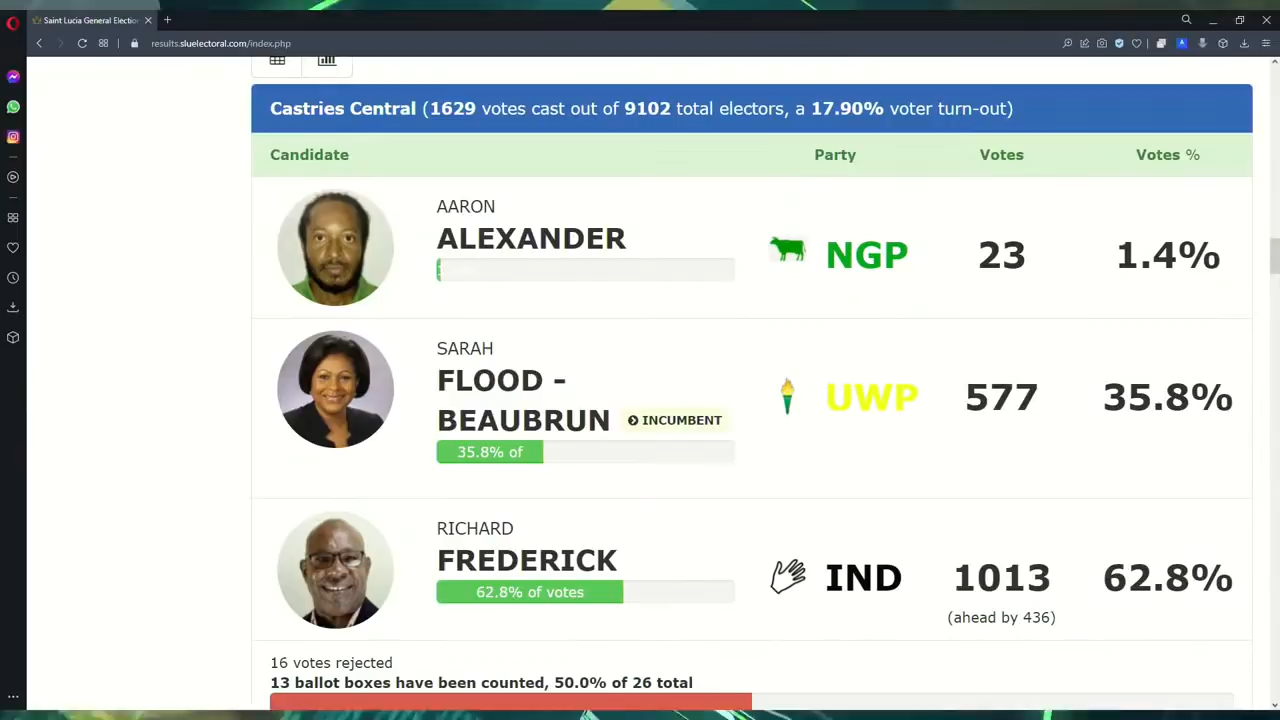 Saint Lucia General Electio
results.sluelectoral.com/index.php
Castries Central (1629 votes cast out of 9102 total electors, a 17.90% voter turn-out)
Candidate Party Votes Votes %
AARON
ALEXANDER
NGP 23 1.4%
SARAH
FLOOD -
BEAUBRUN INCUMBENT
35.8% of
UWP 577 35.8%
RICHARD
FREDERICK
62.8% of votes
IND 1013 62.8%
(ahead by 436)
16 votes rejected
13 ballot boxes have been counted, 50.0% of 26 total